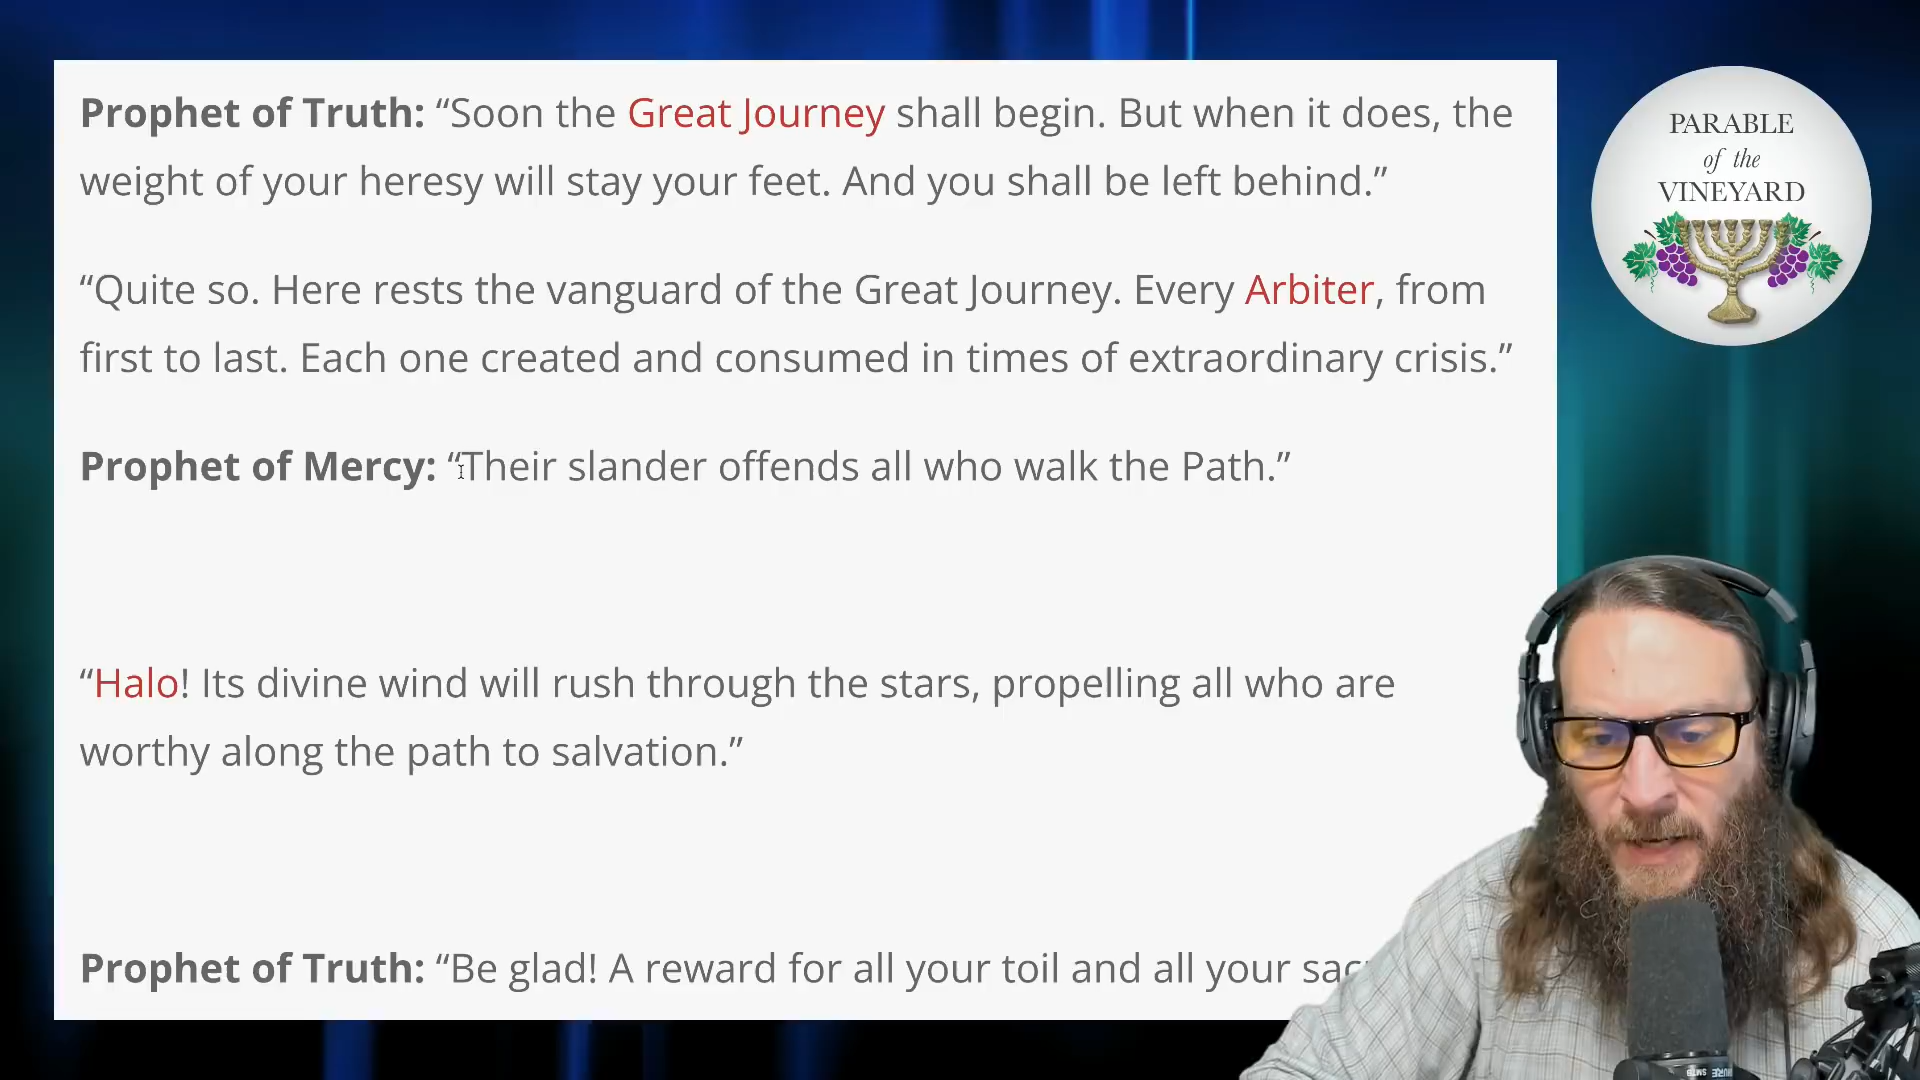 Prophet of Truth: “Soon the Great Journey shall begin. But when it does, the
weight of your heresy will stay your feet. And you shall be left behind.”
“Quite so. Here rests the vanguard of the Great Journey. Every Arbiter, from
first to last. Each one created and consumed in times of extraordinary crisis.”
Prophet of Mercy: “Their slander offends all who walk the Path.”
“Halo! Its divine wind will rush through the stars, propelling all who are
worthy along the path to salvation.”
Prophet of Truth: “Be glad! A reward for all your toil and all your
PARABLE
of the
VINEYARD